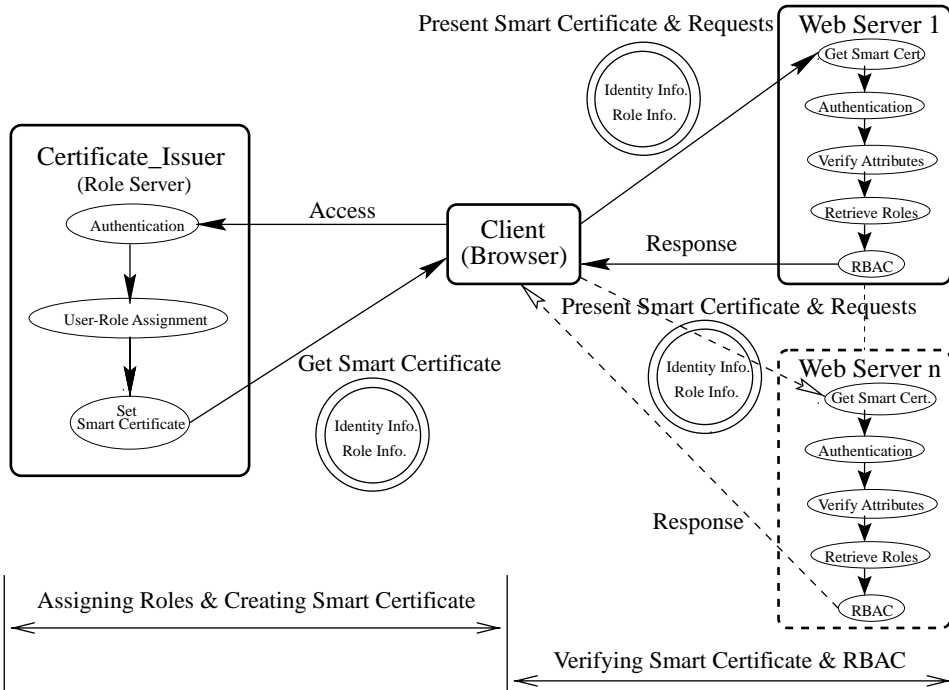 Present Smart Certificate & Requests
Identity Info.
Role Info.
Web Server 1
Get Smart Cert.
Authentication
Verify Attributes
Retrieve Roles
RBAC
Certificate_Issuer
(Role Server)
Authentication
User-Role Assignment
Set
Smart Certificate
Access
Client
(Browser)
Response
Get Smart Certificate
Identity Info.
Role Info.
Present Smart Certificate & Requests
Identity Info.
Role Info.
Web Server n
Get Smart Cert.
Authentication
Verify Attributes
Retrieve Roles
RBAC
Response
Assigning Roles & Creating Smart Certificate
Verifying Smart Certificate & RBAC